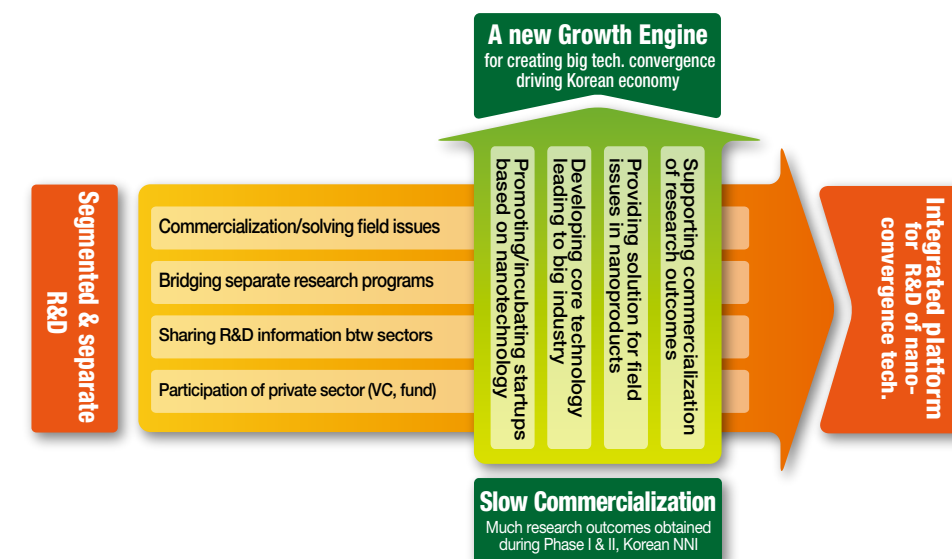 A new Growth Engine
for creating big tech. convergence
driving Korean economy
Segmented & separate
R&D
Commercialization/solving field issues
Bridging separate research programs
Sharing R&D information btw sectors
Participation of private sector (VC, fund)
Promoting/incubating startups
based on nanotechnology
Developing core technology
leading to big industry
Providing solution for field
issues in nanoproducts
Supporting commercialization
of research outcomes
Integrated platform
for R&D of nano-
convergence tech.
Slow Commercialization
Much research outcomes obtained
during Phase I & II, Korean NNI